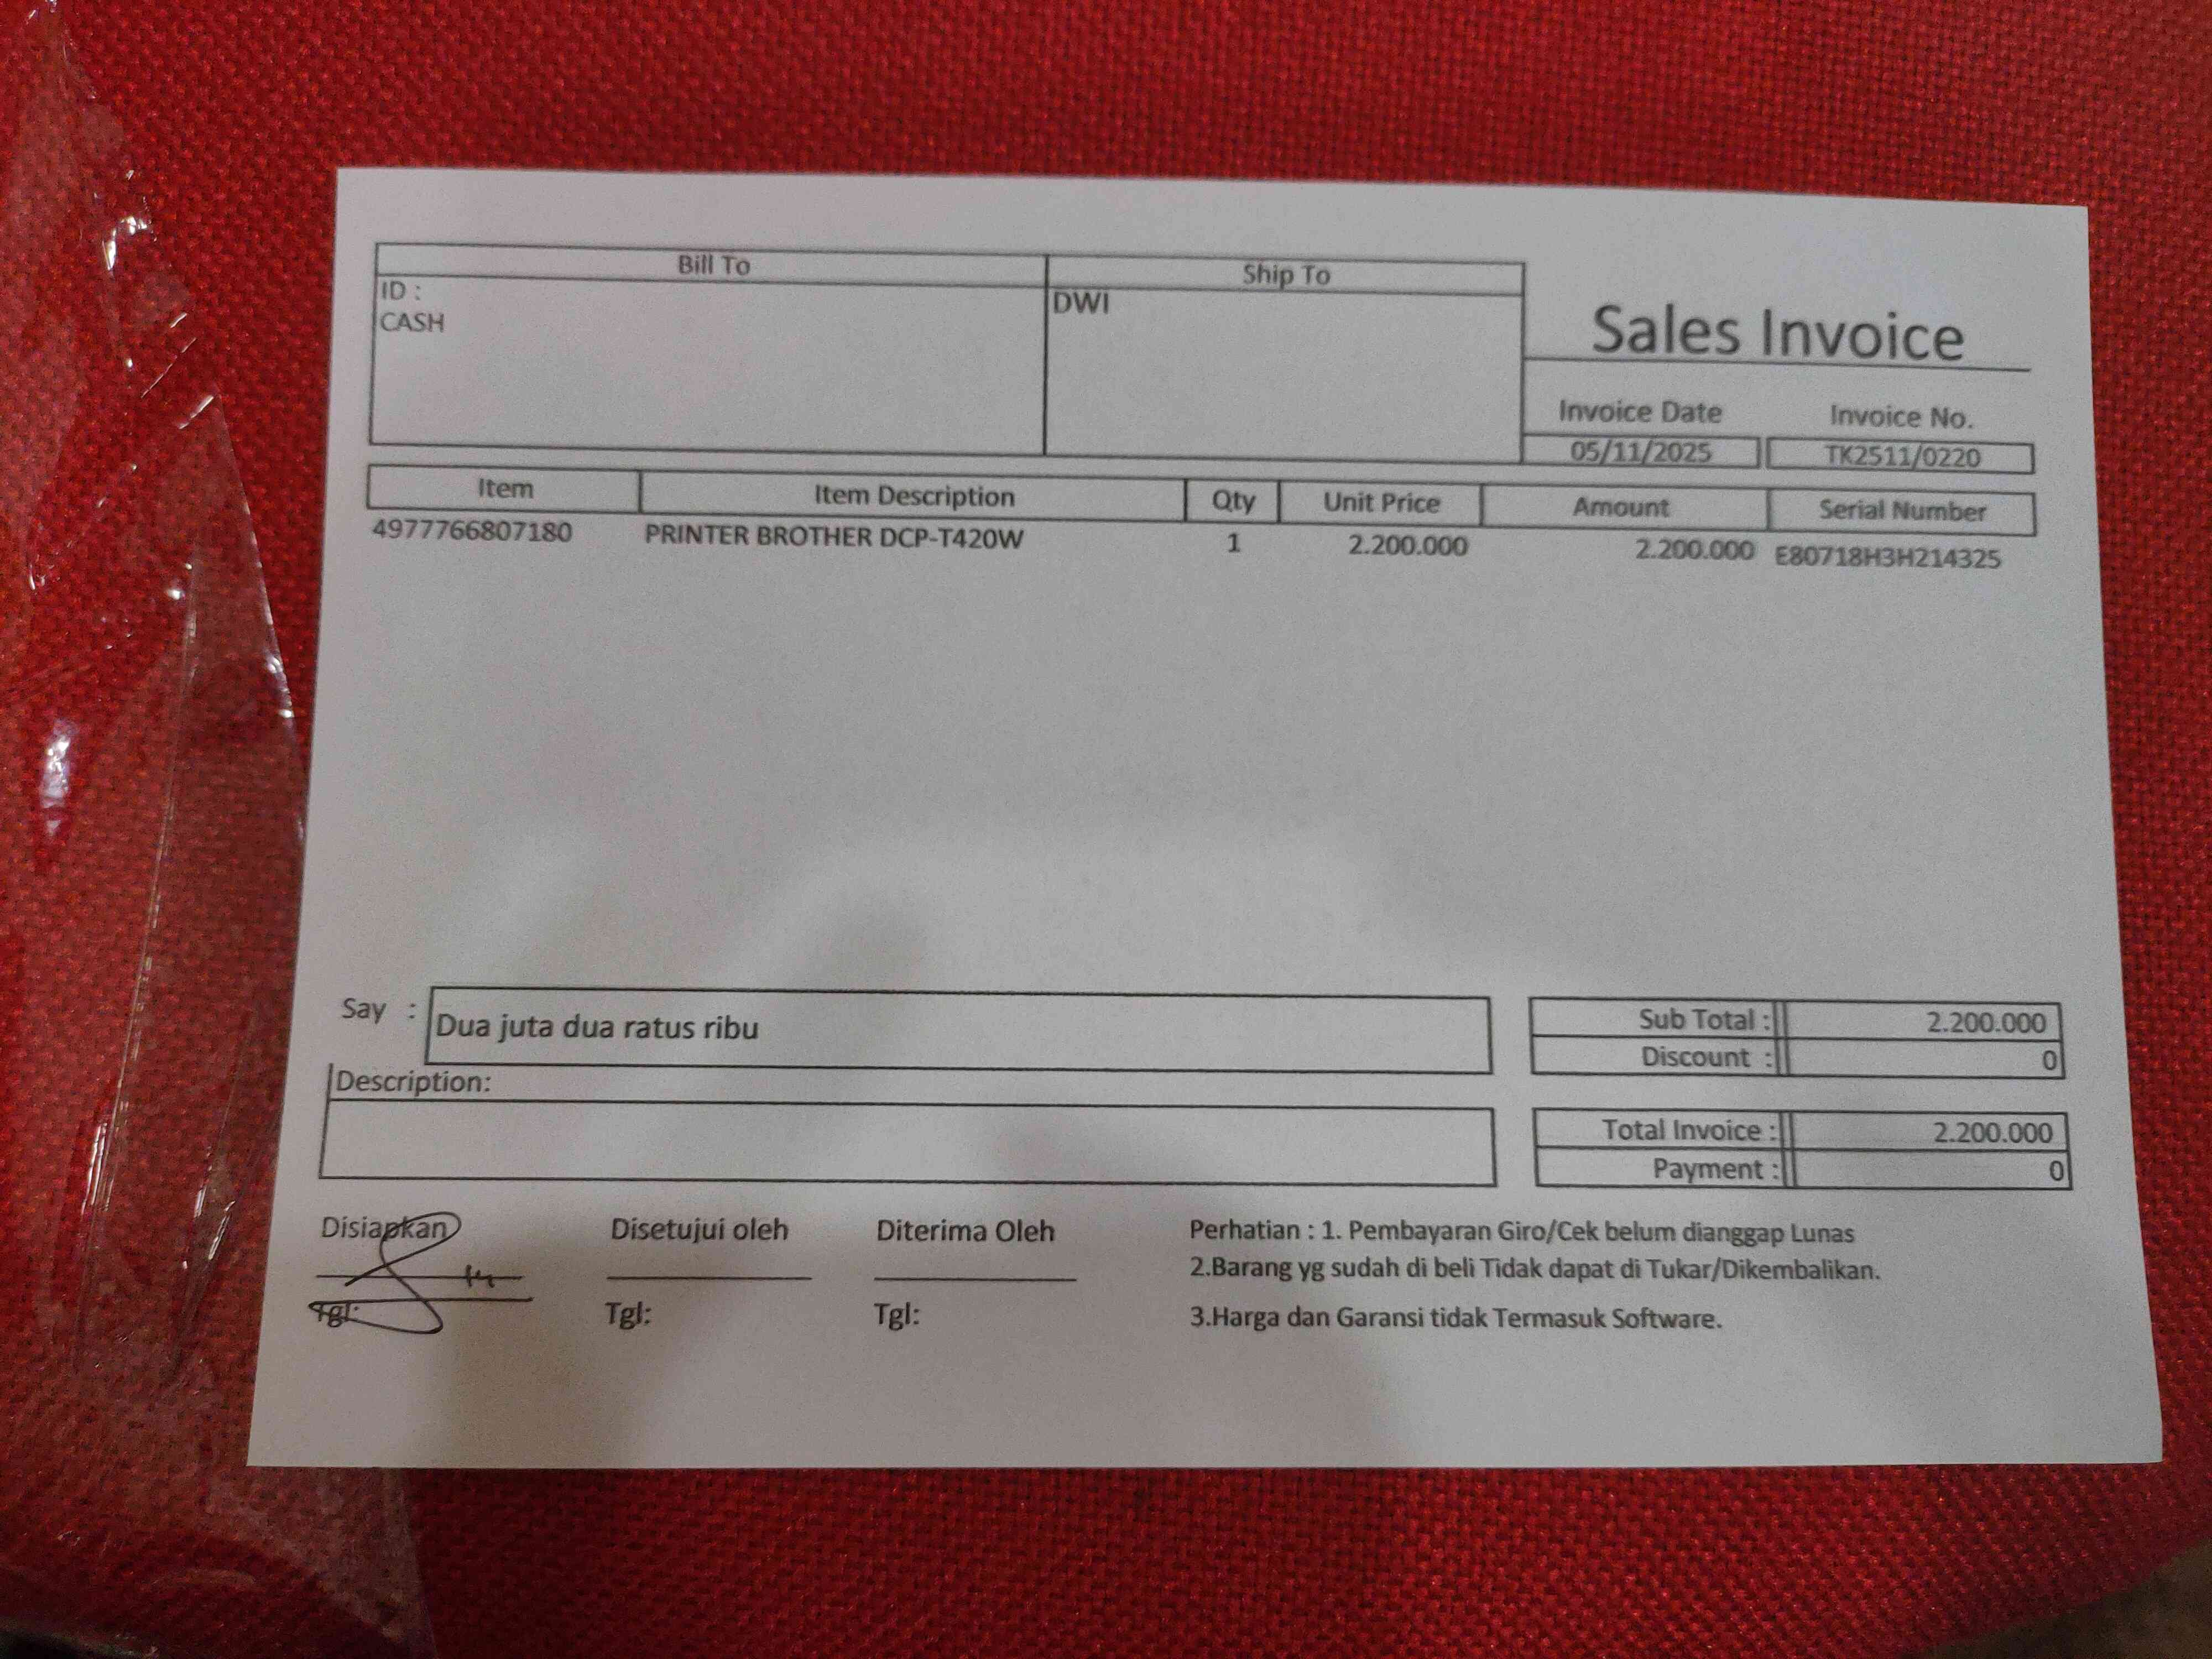 Bill To
Ship To
ID :
CASH
DWI
Sales Invoice
Invoice Date
Invoice No.
05/11/2025
TK2511/0220
Item
Item Description
Qty
Unit Price
Amount
Serial Number
4977766807180
PRINTER BROTHER DCP-T420W
1
2.200.000
2.200.000
E80718H3H214325
Say :
Dua juta dua ratus ribu
Sub Total : 2.200.000
Discount : 0
Description:
Total Invoice : 2.200.000
Payment : 0
Disiapkan
Disetujui oleh
Diterima Oleh
Tgl:
Tgl:
Tgl:
Perhatian : 1. Pembayaran Giro/Cek belum dianggap Lunas
2.Barang yg sudah di beli Tidak dapat di Tukar/Dikembalikan.
3.Harga dan Garansi tidak Termasuk Software.